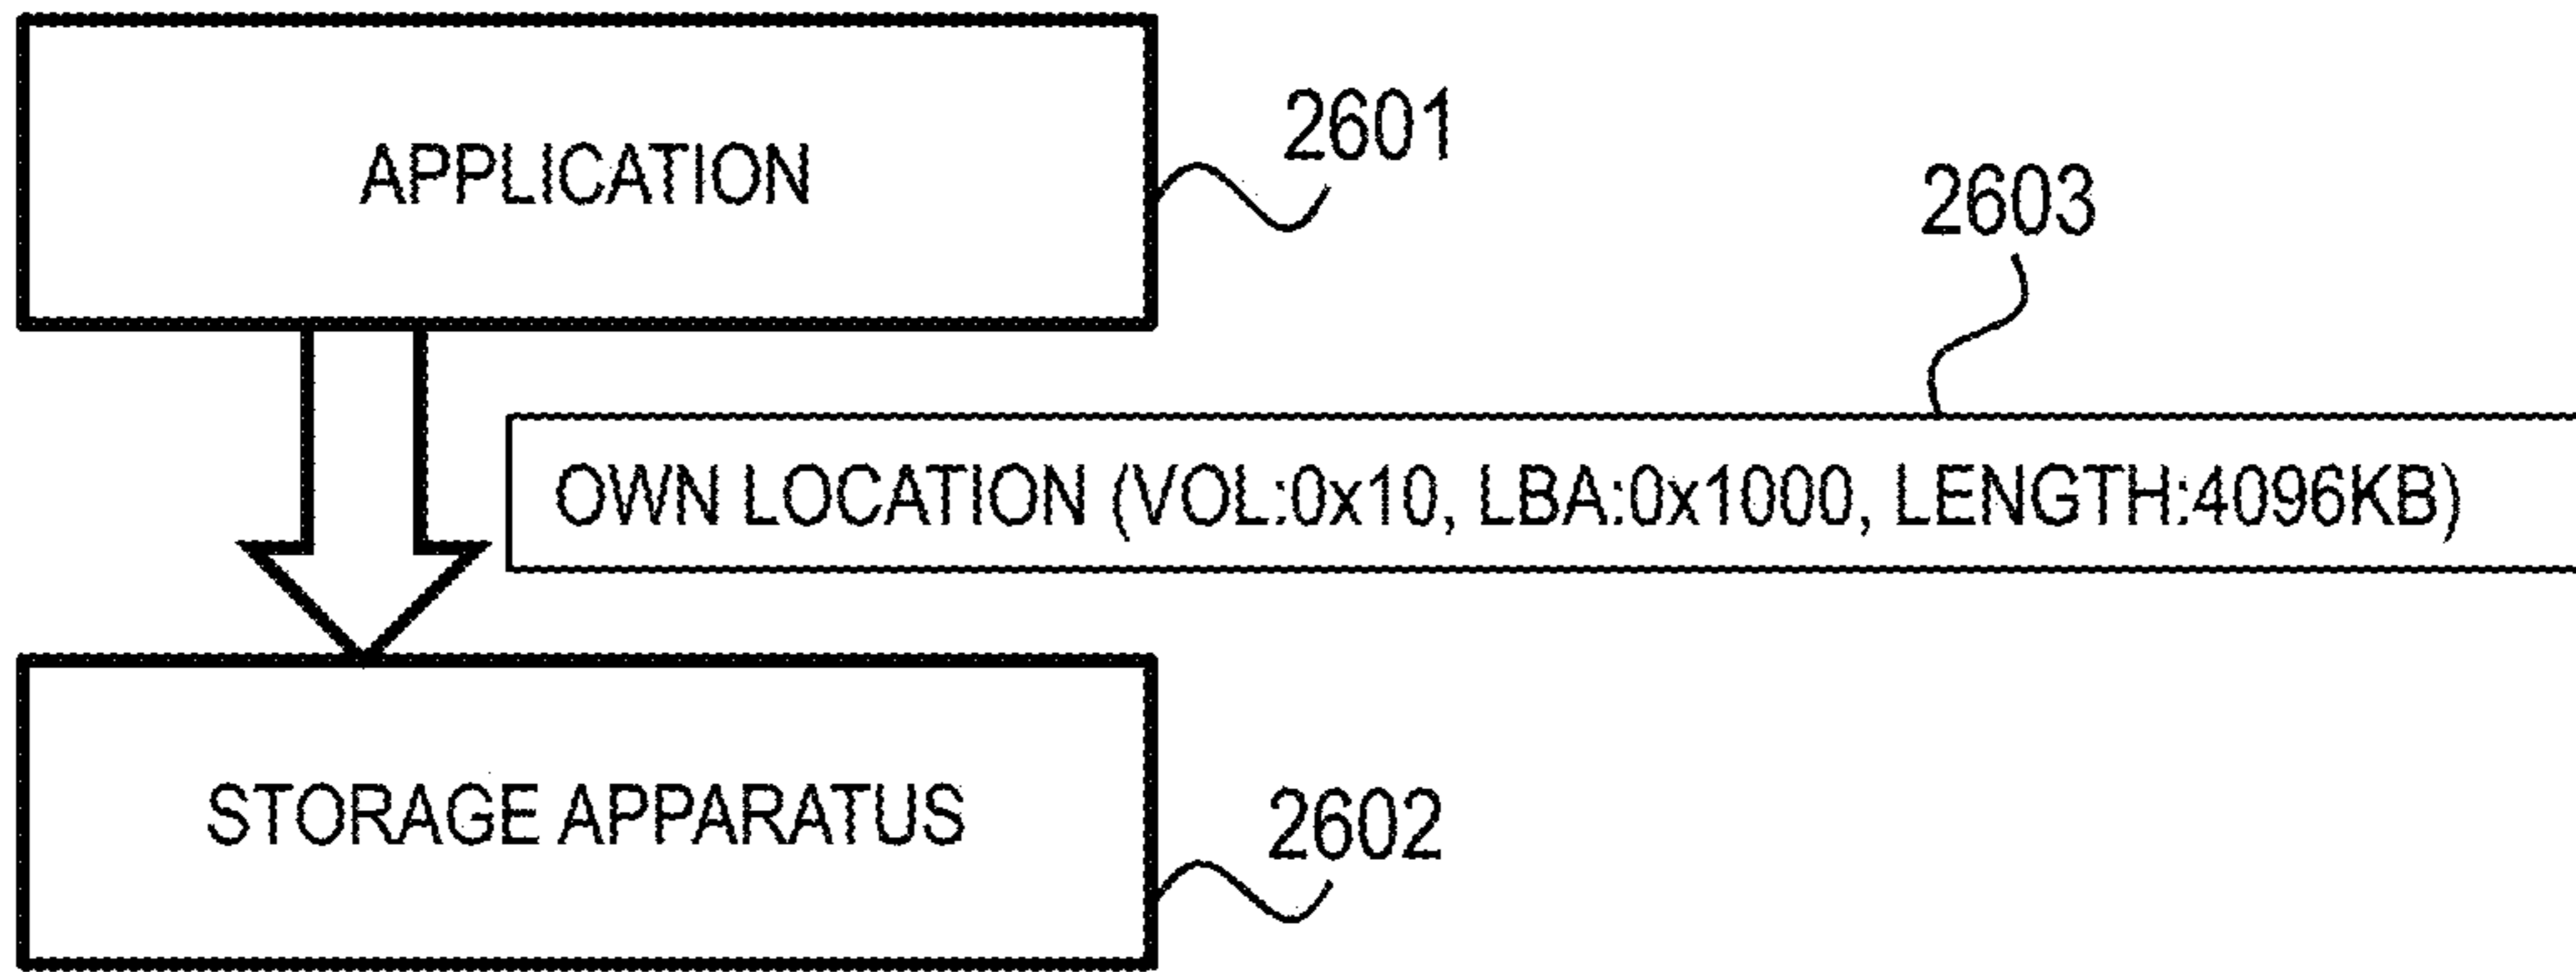 APPLICATION
2601
2603
OWN LOCATION (VOL:0x10, LBA:0x1000, LENGTH:4096KB)
STORAGE APPARATUS
2602